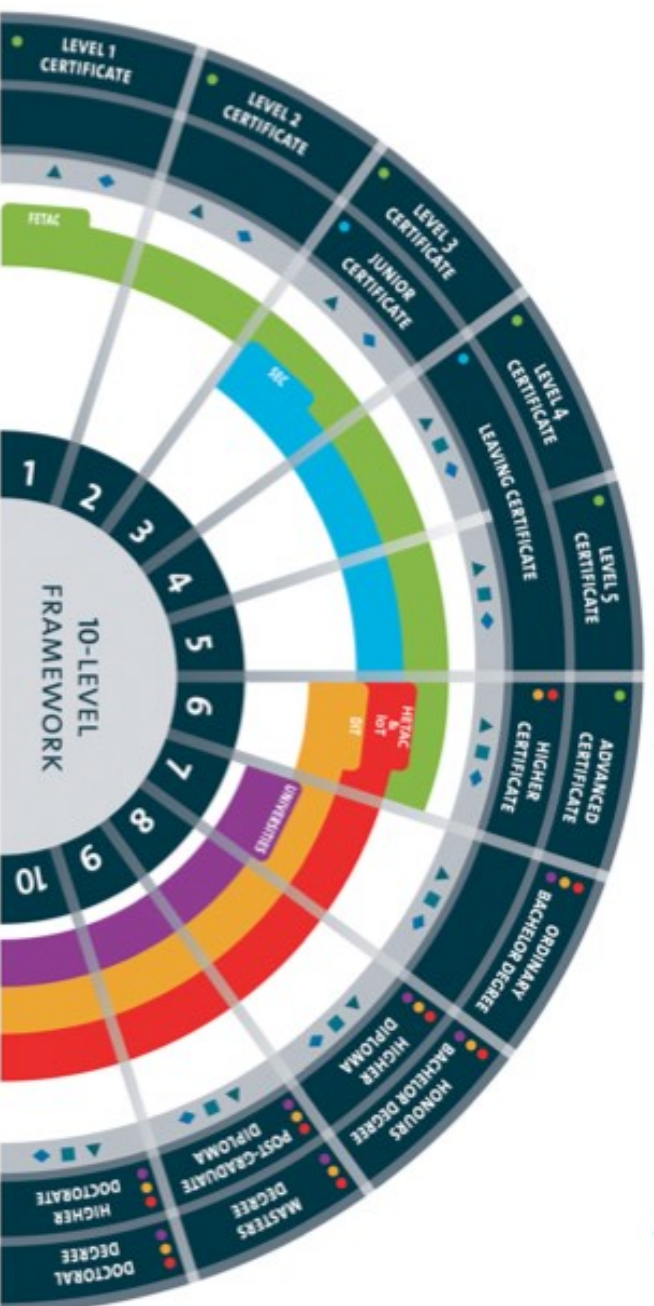 LEVEL 1
CERTIFICATE
LEVEL 2
CERTIFICATE
LEVEL 3
CERTIFICATE
JUNIOR
CERTIFICATE
LEVEL 4
CERTIFICATE
LEAVING CERTIFICATE
LEVEL 5
CERTIFICATE
ADVANCED
CERTIFICATE
HIGHER
CERTIFICATE
ORDINARY
BACHELOR DEGREE
HONOURS
BACHELOR DEGREE
HIGHER
DIPLOMA
MASTERS
DEGREE
POST-GRADUATE
DIPLOMA
DOCTORAL
DEGREE
HIGHER
DOCTORATE
FETAC
SEC
HETAC
&
IoT
DIT
UNIVERSITIES
1
2
3
4
5
6
7
8
9
10
10-LEVEL
FRAMEWORK